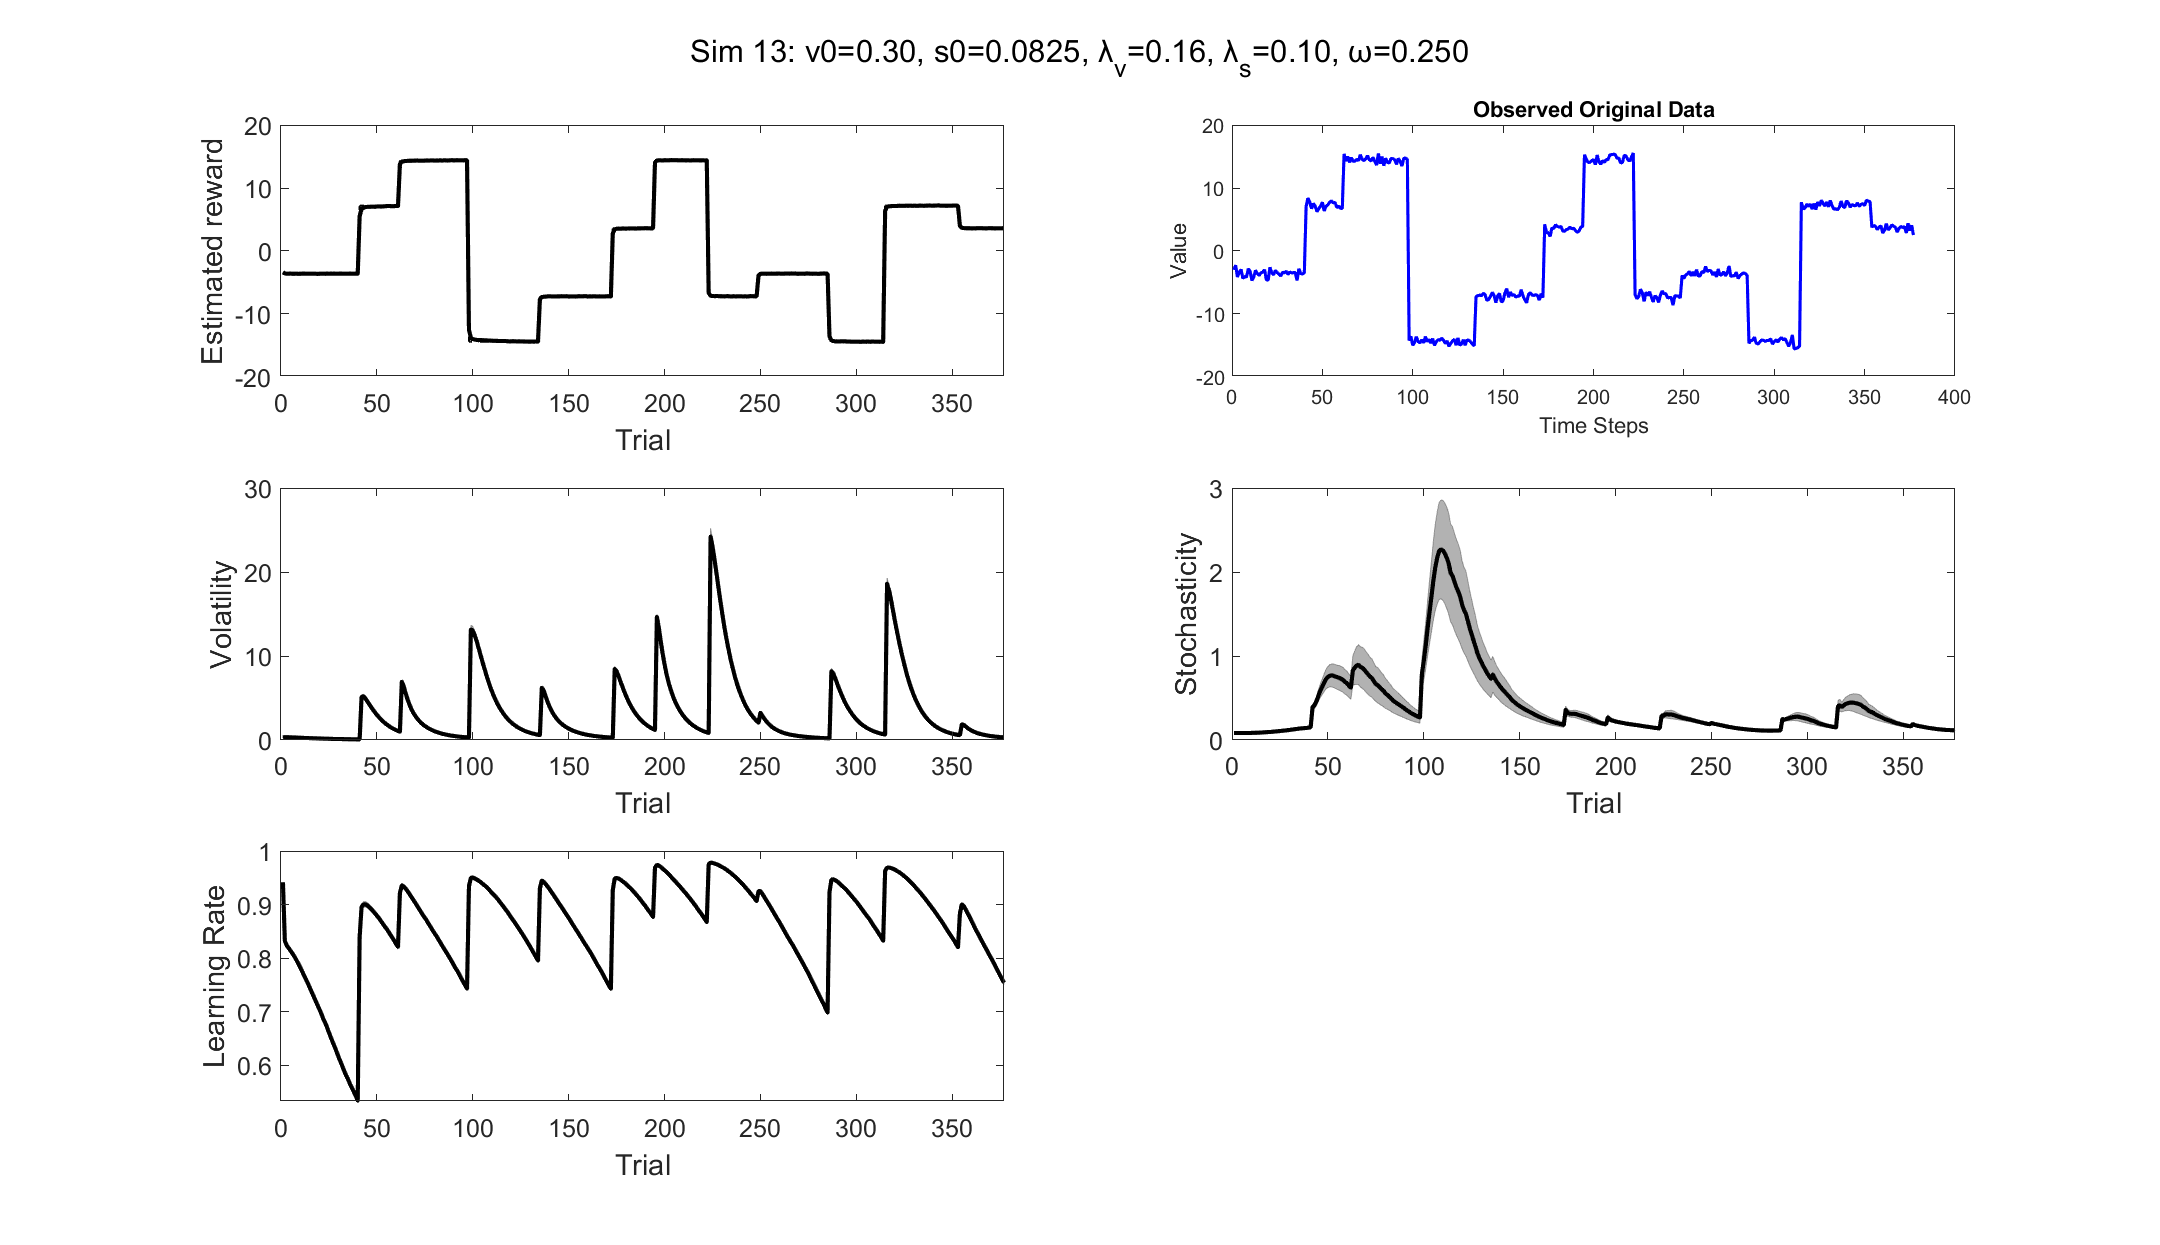 Sim 13: v0=0.30, s0=0.0825, λv=0.16, λs=0.10, ω=0.250
Estimated reward
20
10
0
-10
-20
0 50 100 150 200 250 300 350
Trial
Observed Original Data
Value
20
10
0
-10
-20
0 50 100 150 200 250 300 350 400
Time Steps
Volatility
30
20
10
0
0 50 100 150 200 250 300 350
Trial
Stochasticity
3
2
1
0
0 50 100 150 200 250 300 350
Trial
Learning Rate
1
0.9
0.8
0.7
0.6
0 50 100 150 200 250 300 350
Trial